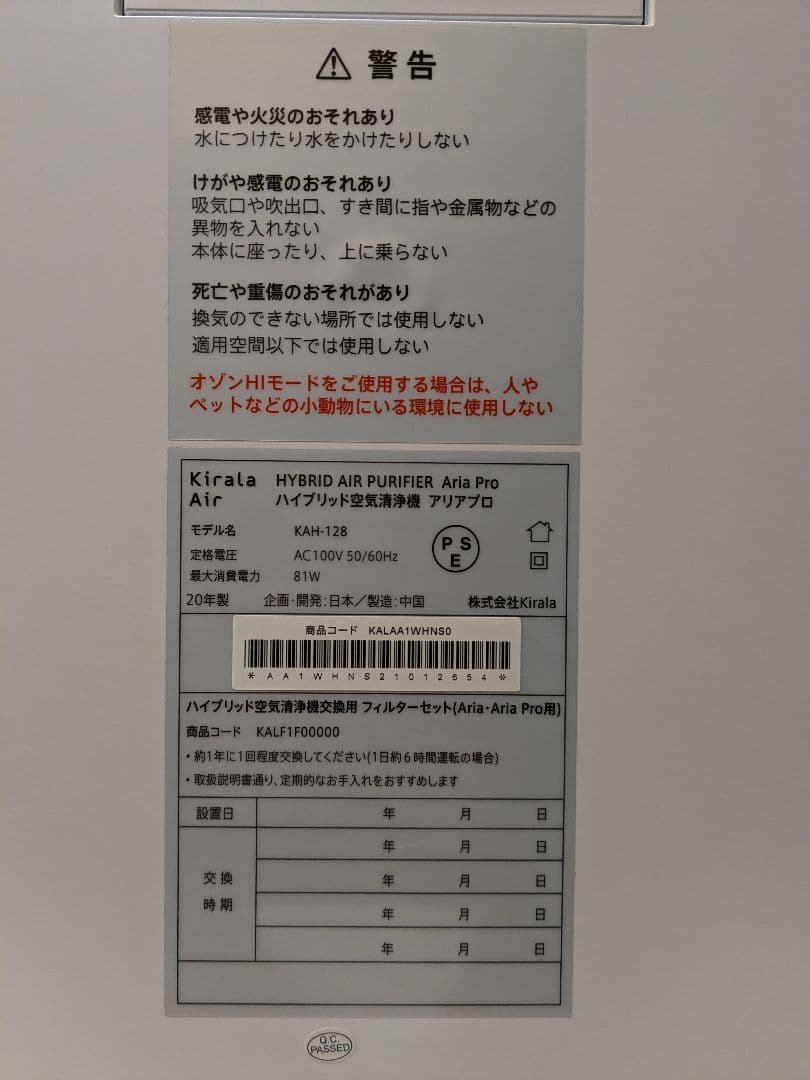 警告
感電や火災のおそれあり
水につけたり水をかけたりしない
けがや感電のおそれあり
吸気口や吹出口、すき間に指や金属物などの
異物を入れない
本体に座ったり、上に乗らない
死亡や重傷のおそれがあり
換気のできない場所では使用しない
適用空間以下では使用しない
オゾンHIモードをご使用する場合は、人や
ペットなどの小動物にいる環境に使用しない
Kirala Air HYBRID AIR PURIFIER Aria Pro
ハイブリッド空気清浄機 アリアプロ
モデル名 KAH-128
定格電圧 AC100V 50/60Hz
最大消費電力 81W
PSE
20年製 企画・開発:日本/製造:中国 株式会社Kirala
商品コード KALAA1WHNS0
*AA1WHNS21012654*
ハイブリッド空気清浄機交換用 フィルターセット(Aria・Aria Pro用)
商品コード KALF1F00000
・約1年に1回程度交換してください(1日約6時間運転の場合)
・取扱説明書通り、定期的なお手入れをおすすめします
設置日 年 月 日
交換時期 年 月 日
年 月 日
年 月 日
年 月 日
Q.C.
PASSED